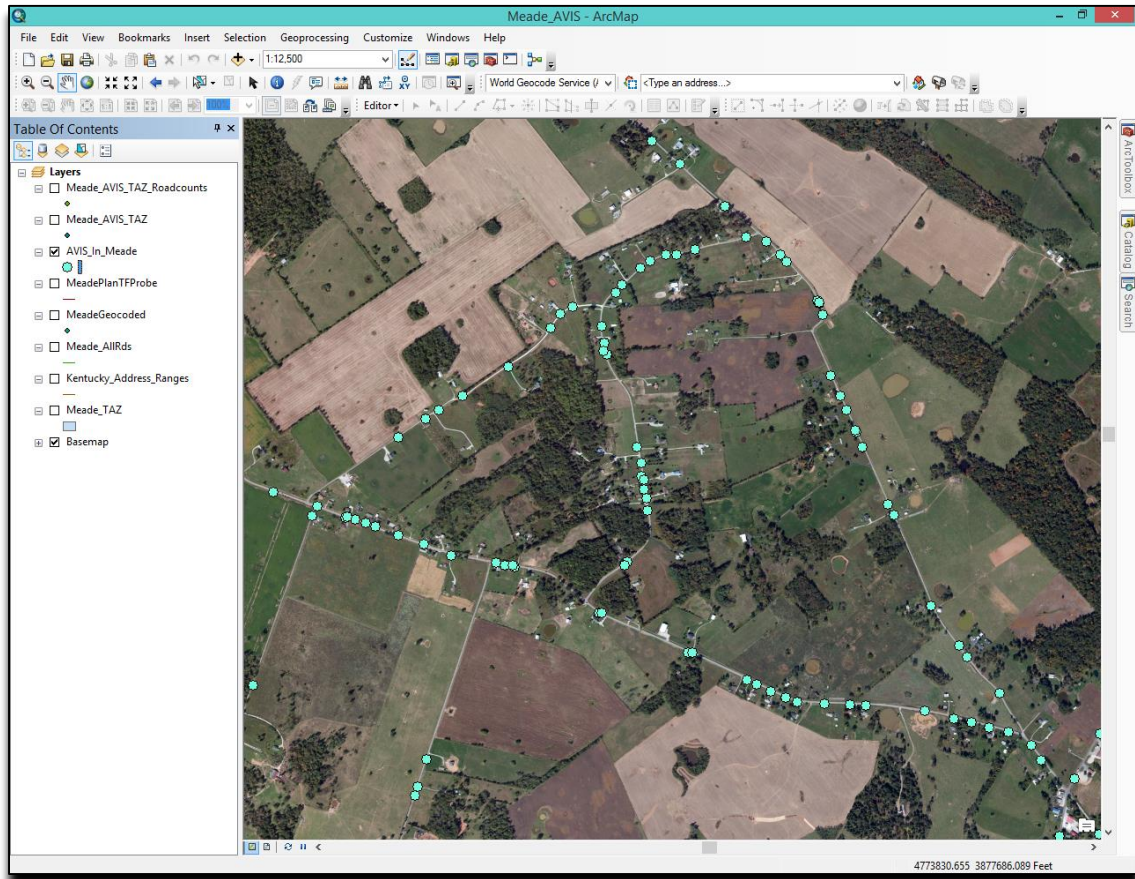 Meade_AVIS - ArcMap
File Edit View Bookmarks Insert Selection Geoprocessing Customize Windows Help
1:12,500
World Geocode Service (A
<Type an address...>
100%
Editor
Table Of Contents
Layers
Meade_AVIS_TAZ_Roadcounts
Meade_AVIS_TAZ
AVIS_In_Meade
MeadePlanTFProbe
MeadeGeocoded
Meade_AllRds
Kentucky_Address_Ranges
Meade_TAZ
Basemap
ArcToolbox
Catalog
Search
4773830.655 3877686.089 Feet